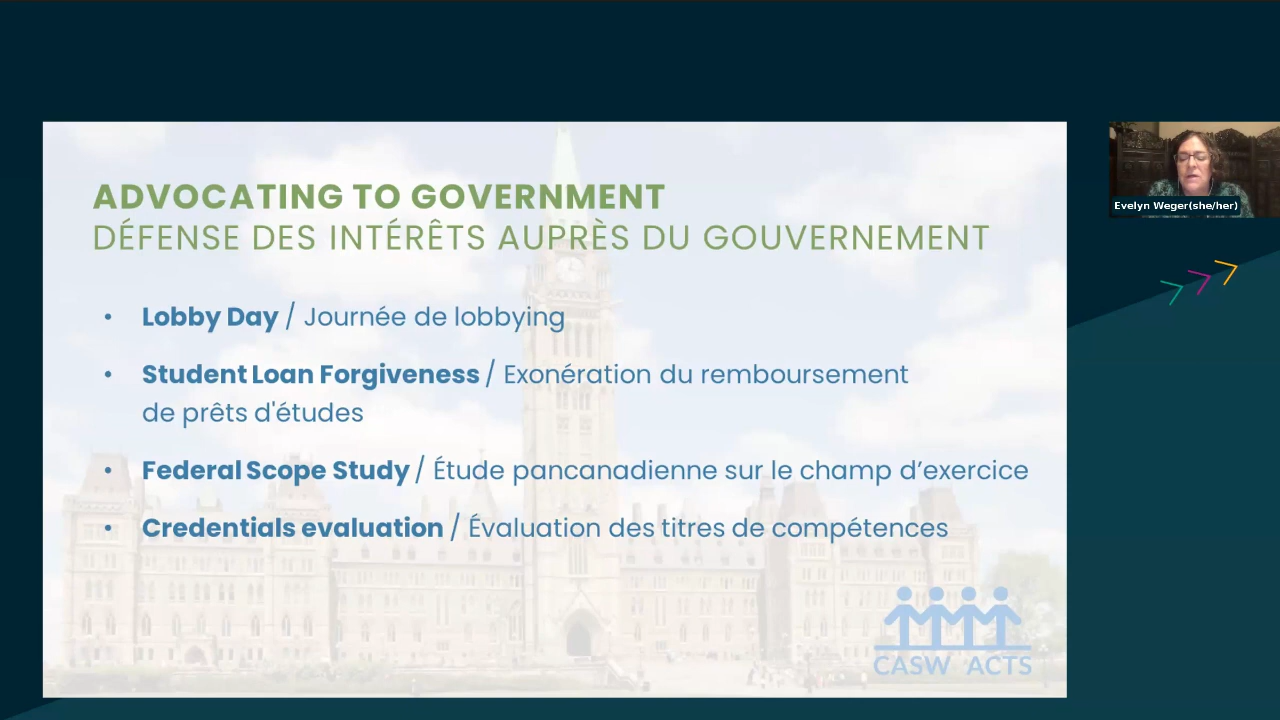 ADVOCATING TO GOVERNMENT
DÉFENSE DES INTÉRÊTS AUPRÈS DU GOUVERNEMENT
• Lobby Day / Journée de lobbying
• Student Loan Forgiveness / Exonération du remboursement
de prêts d'études
• Federal Scope Study / Étude pancanadienne sur le champ d’exercice
• Credentials evaluation / Évaluation des titres de compétences
CASW ACTS
Evelyn Weger(she/her)